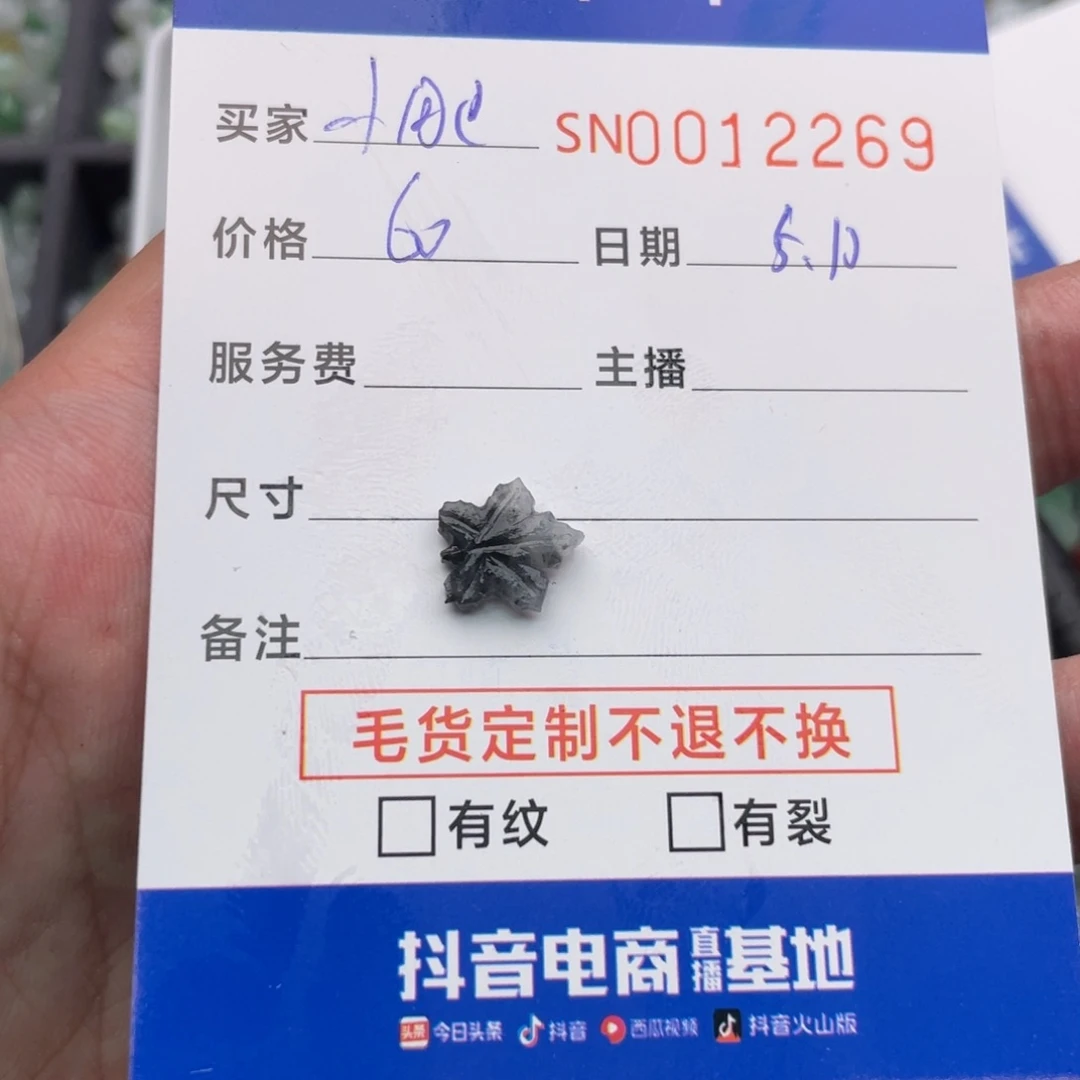 买家 SN0012269
价格 60 日期 5.10
服务费 主播
尺寸
备注
毛货定制不退不换
有纹 有裂
抖音电商直播基地
头条 今日头条 抖音 西瓜视频 抖音火山版